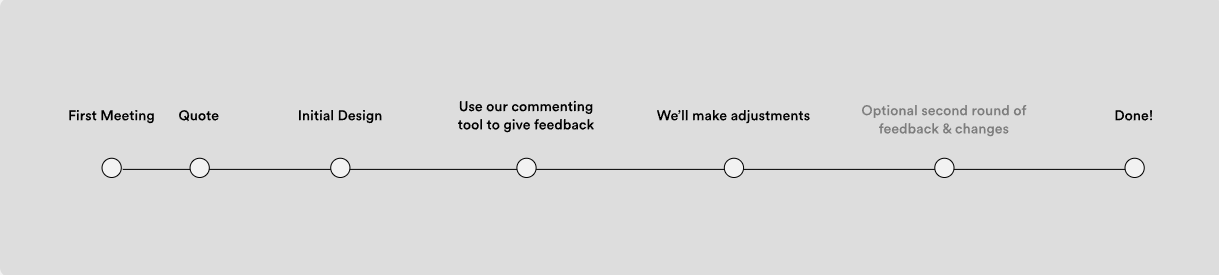 First Meeting
Quote
Initial Design
Use our commenting
tool to give feedback
We’ll make adjustments
Optional second round of
feedback & changes
Done!